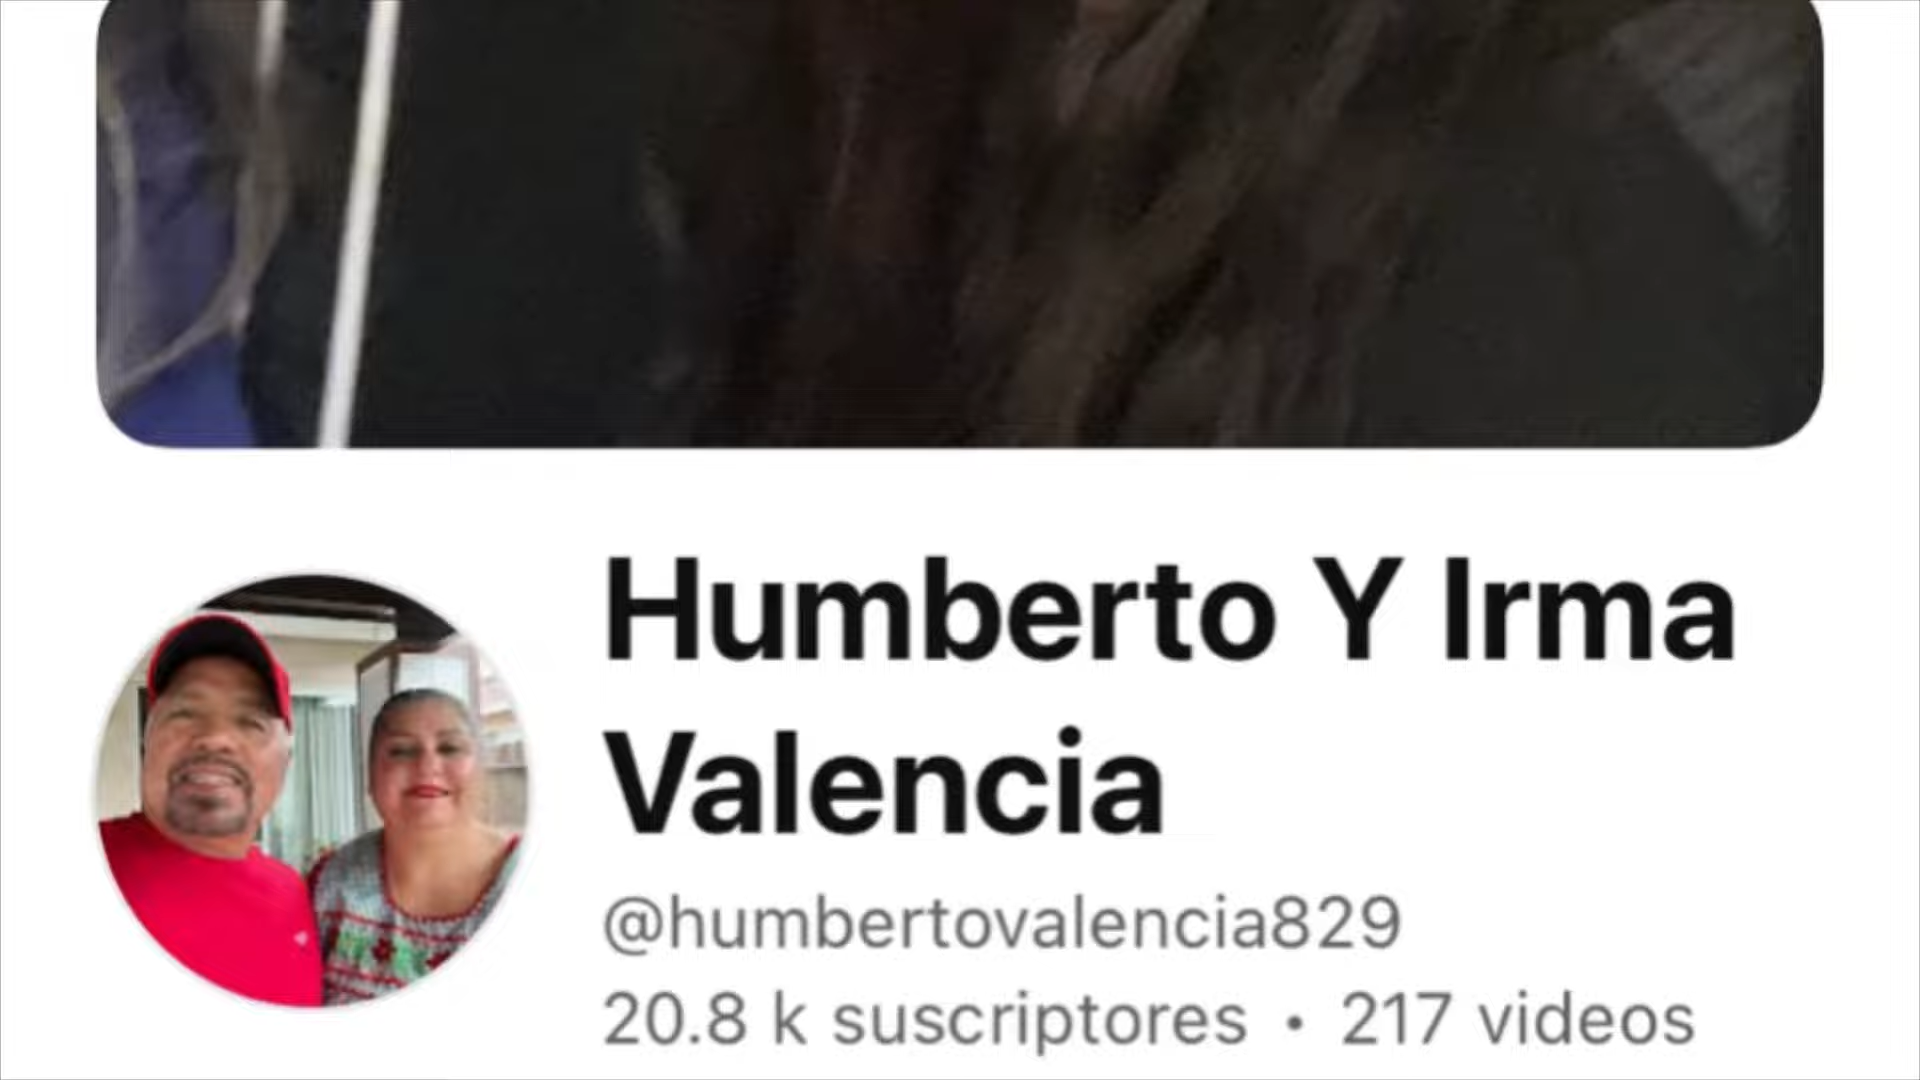 Humberto Y Irma
Valencia
@humbertovalencia829
20.8 k suscriptores • 217 videos